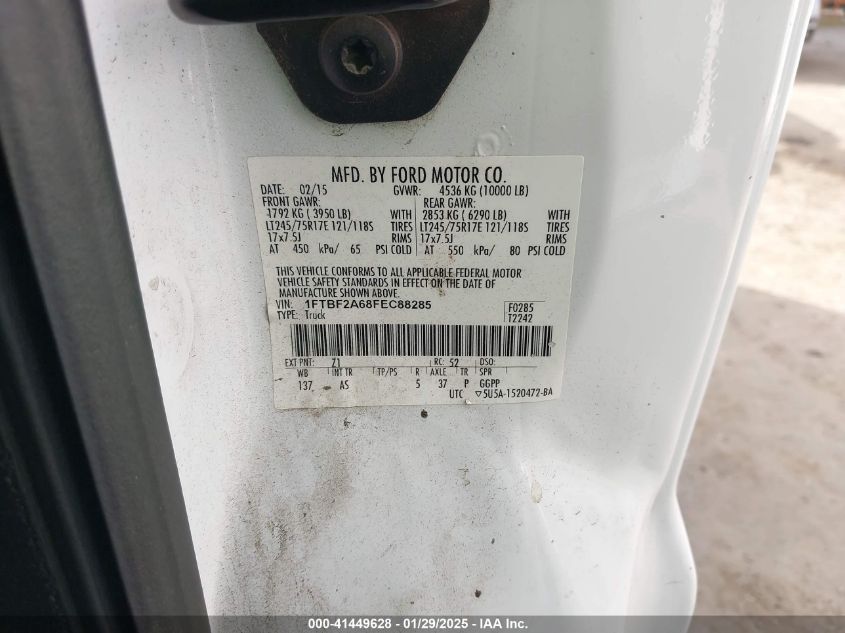 MFD. BY FORD MOTOR CO.
DATE: 02/15 GVWR: 4536 KG (10000 LB)
FRONT GAWR: REAR GAWR:
1792 KG ( 3950 LB) WITH 2853 KG ( 6290 LB) WITH
LT245/75R17E 121/118S TIRES LT245/75R17E 121/118S TIRES
17x7.5J RIMS 17x7.5J RIMS
AT 450 kPa/ 65 PSI COLD AT 550 kPa/ 80 PSI COLD
THIS VEHICLE CONFORMS TO ALL APPLICABLE FEDERAL MOTOR
VEHICLE SAFETY STANDARDS IN EFFECT ON THE DATE OF
MANUFACTURE SHOWN ABOVE.
VIN: 1FTBF2A68FEC88285 F0285
TYPE: Truck T2242
EXT PNT: Z1 RC: 52 DSO:
WB INT TR TP/PS R AXLE TR SPR
137 AS 5 37 P GGPP
UTC ▽5U5A-1520472-BA
000-41449628 - 01/29/2025 - IAA Inc.